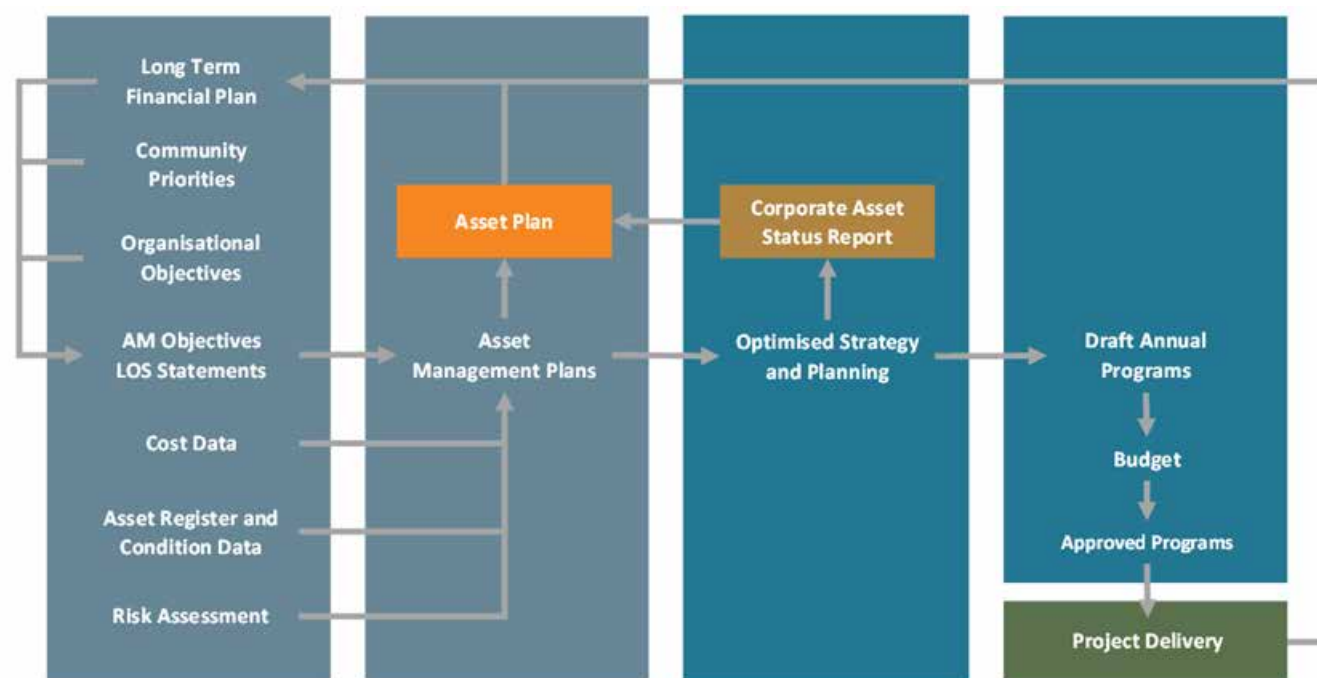 Long Term
Financial Plan
Community
Priorities
Organisational
Objectives
AM Objectives
LOS Statements
Cost Data
Asset Register and
Condition Data
Risk Assessment
Asset Plan
Asset
Management Plans
Corporate Asset
Status Report
Optimised Strategy
and Planning
Draft Annual
Programs
Budget
Approved Programs
Project Delivery